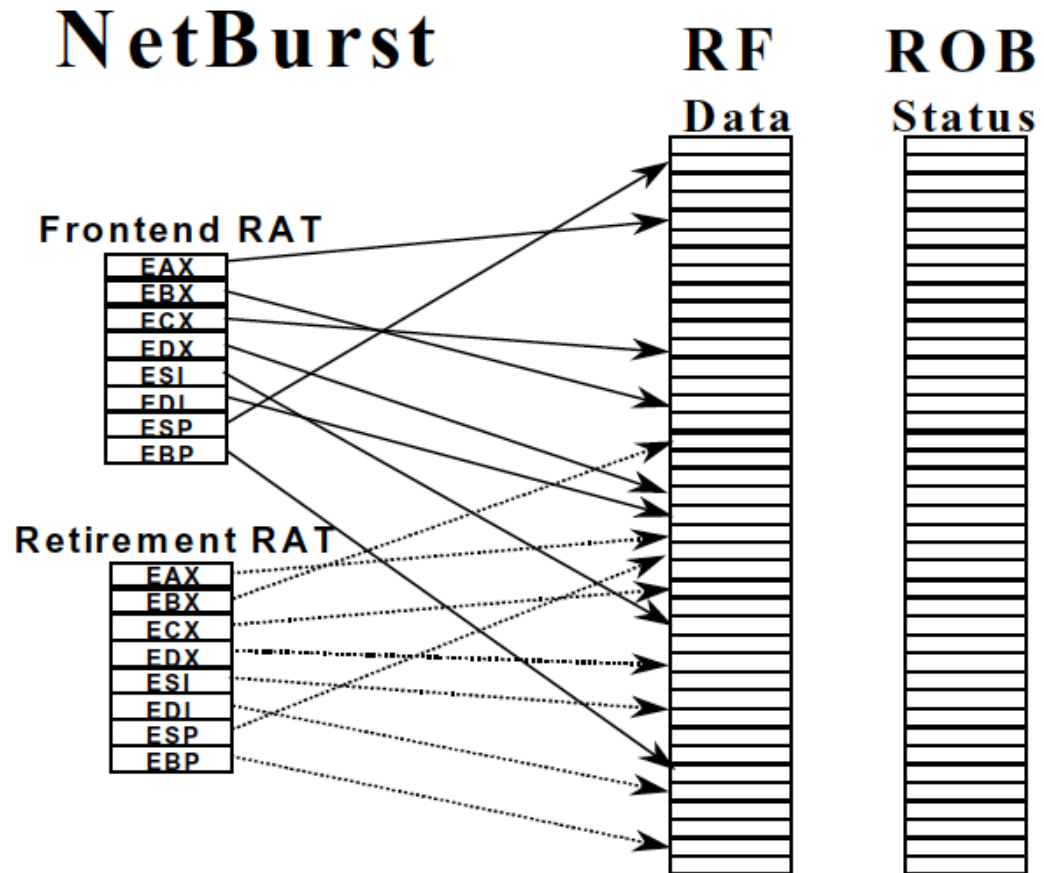 NetBurst
RF
Data
ROB
Status
Frontend RAT
EAX
EBX
ECX
EDX
ESI
EDI
ESP
EBP
Retirement RAT
EAX
EBX
ECX
EDX
ESI
EDI
ESP
EBP